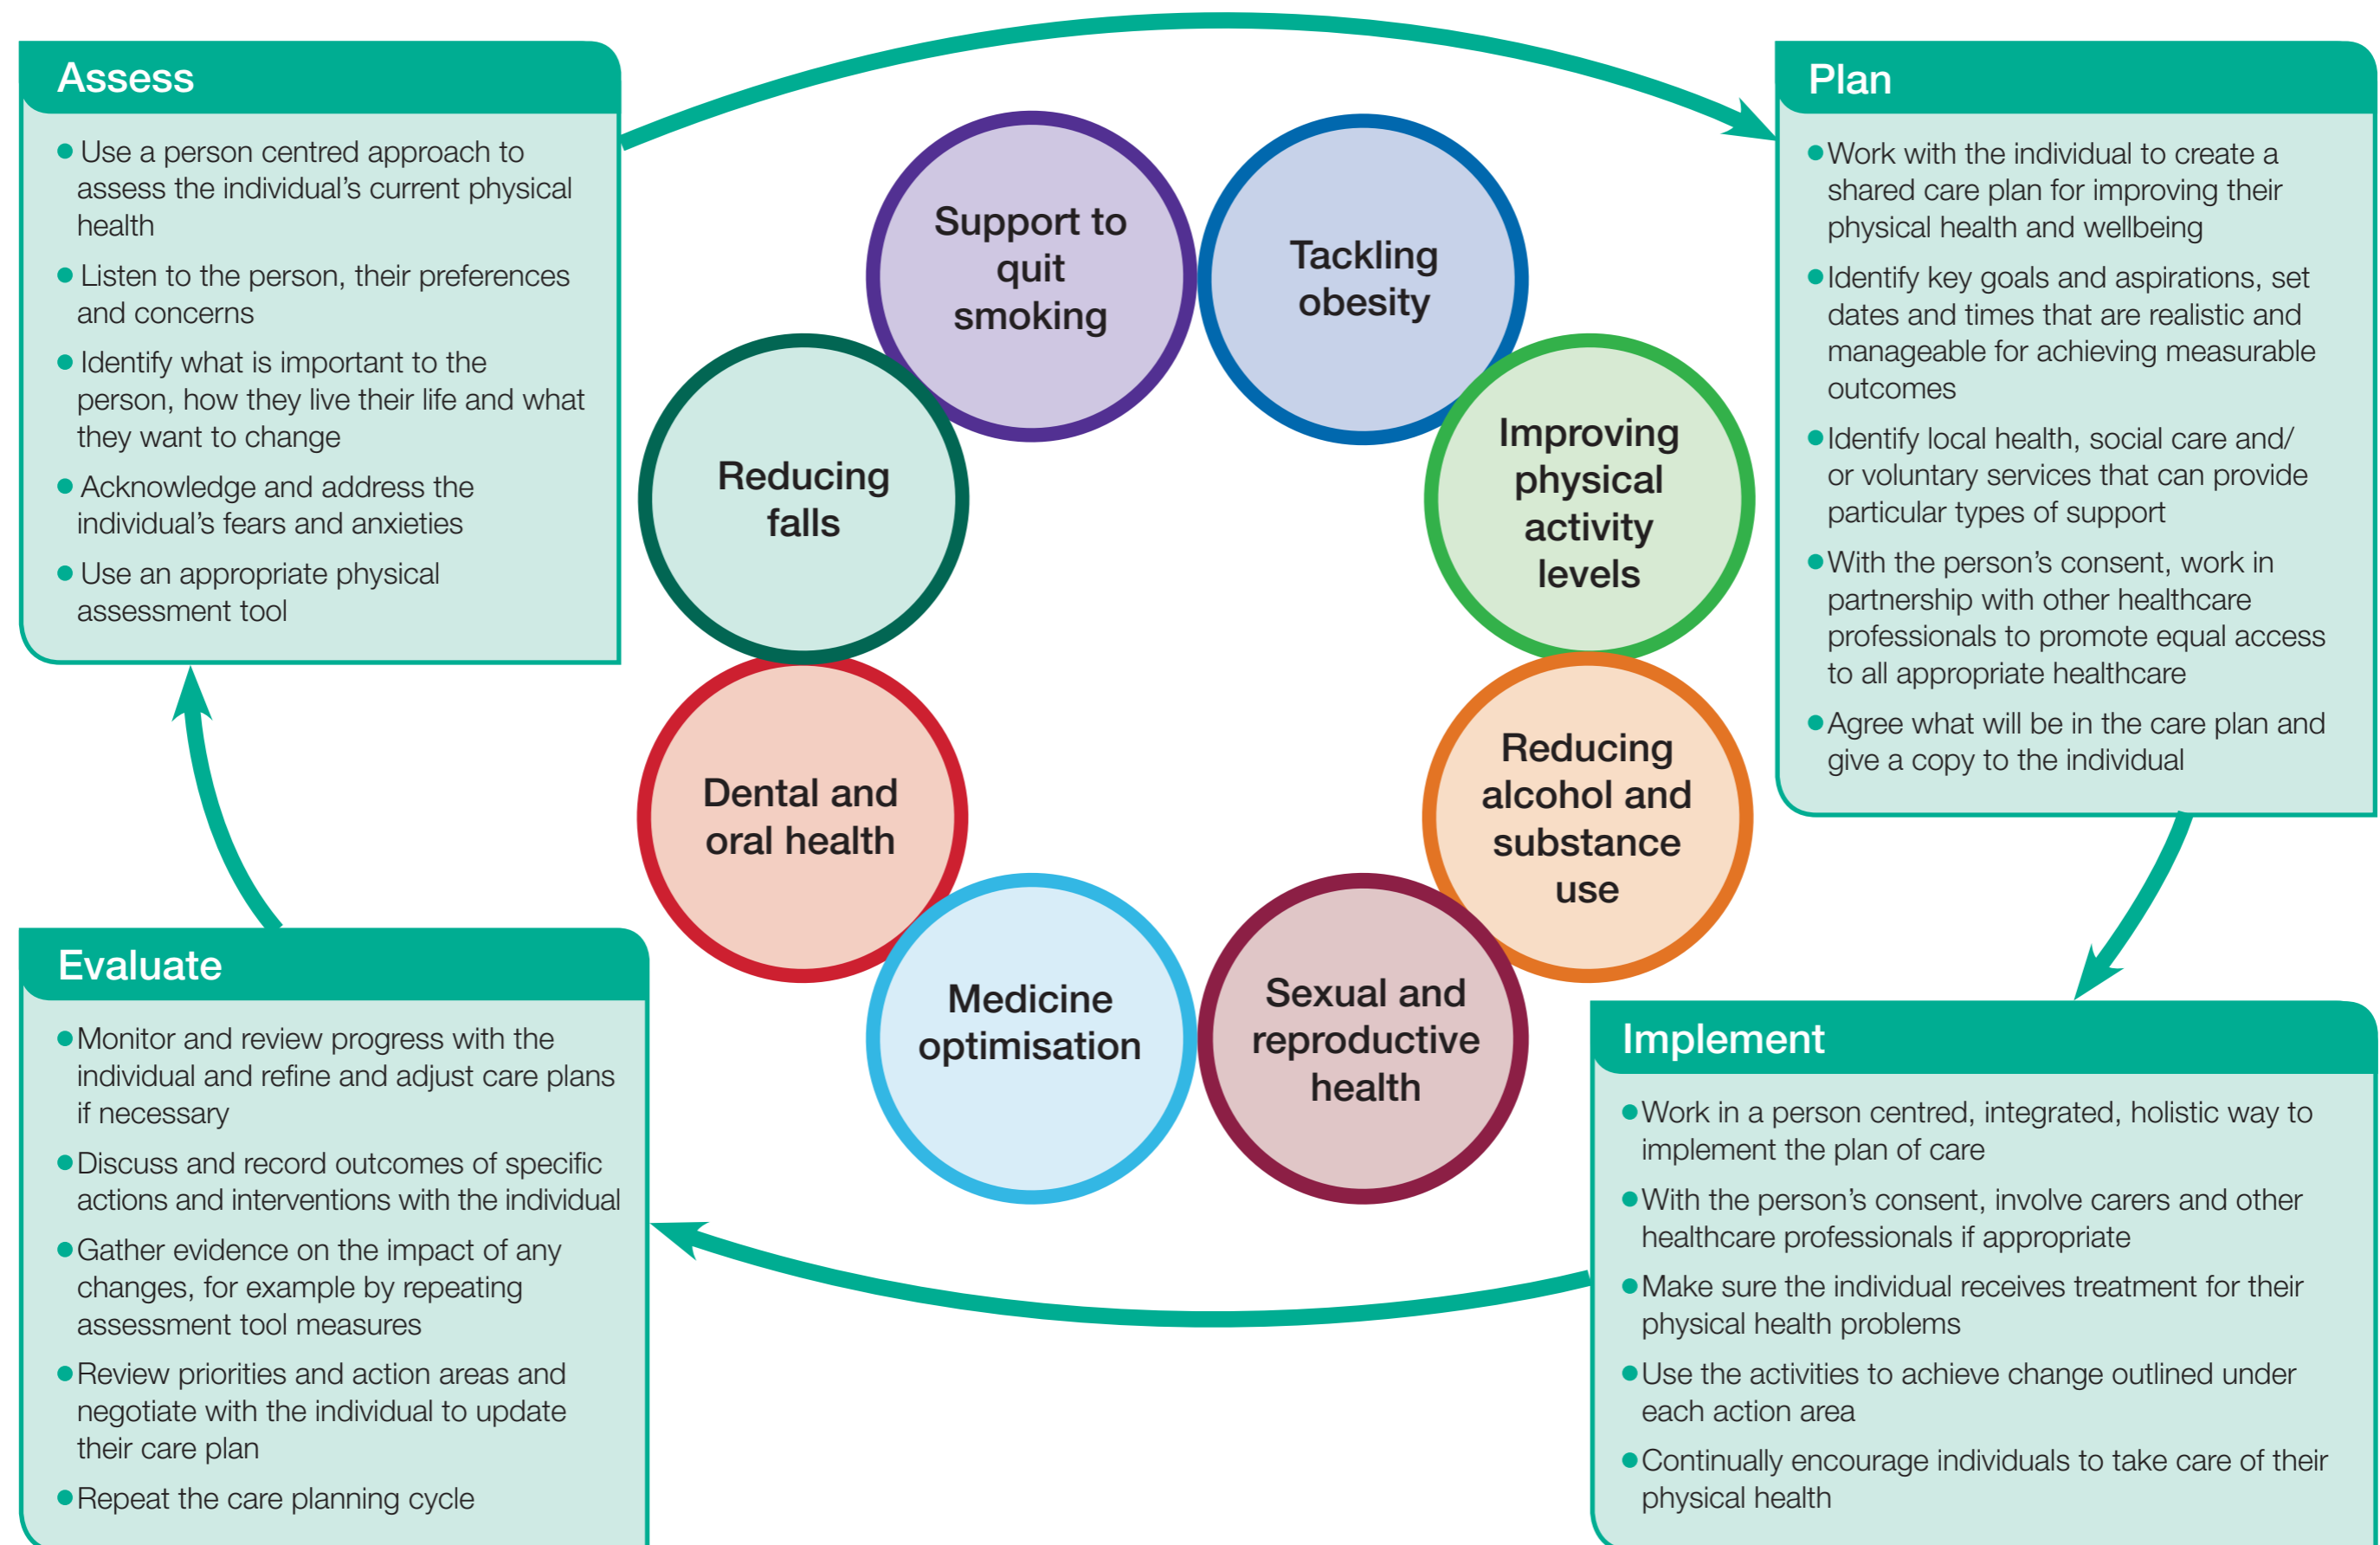 Assess
● Use a person centred approach to
assess the individual’s current physical
health
● Listen to the person, their preferences
and concerns
● Identify what is important to the
person, how they live their life and what
they want to change
● Acknowledge and address the
individual’s fears and anxieties
● Use an appropriate physical
assessment tool
Plan
● Work with the individual to create a
shared care plan for improving their
physical health and wellbeing
● Identify key goals and aspirations, set
dates and times that are realistic and
manageable for achieving measurable
outcomes
● Identify local health, social care and/
or voluntary services that can provide
particular types of support
● With the person’s consent, work in
partnership with other healthcare
professionals to promote equal access
to all appropriate healthcare
● Agree what will be in the care plan and
give a copy to the individual
Support to
quit
smoking
Tackling
obesity
Improving
physical
activity
levels
Reducing
alcohol and
substance
use
Sexual and
reproductive
health
Medicine
optimisation
Dental and
oral health
Reducing
falls
Implement
● Work in a person centred, integrated, holistic way to
implement the plan of care
● With the person’s consent, involve carers and other
healthcare professionals if appropriate
● Make sure the individual receives treatment for their
physical health problems
● Use the activities to achieve change outlined under
each action area
● Continually encourage individuals to take care of their
physical health
Evaluate
● Monitor and review progress with the
individual and refine and adjust care plans
if necessary
● Discuss and record outcomes of specific
actions and interventions with the individual
● Gather evidence on the impact of any
changes, for example by repeating
assessment tool measures
● Review priorities and action areas and
negotiate with the individual to update
their care plan
● Repeat the care planning cycle